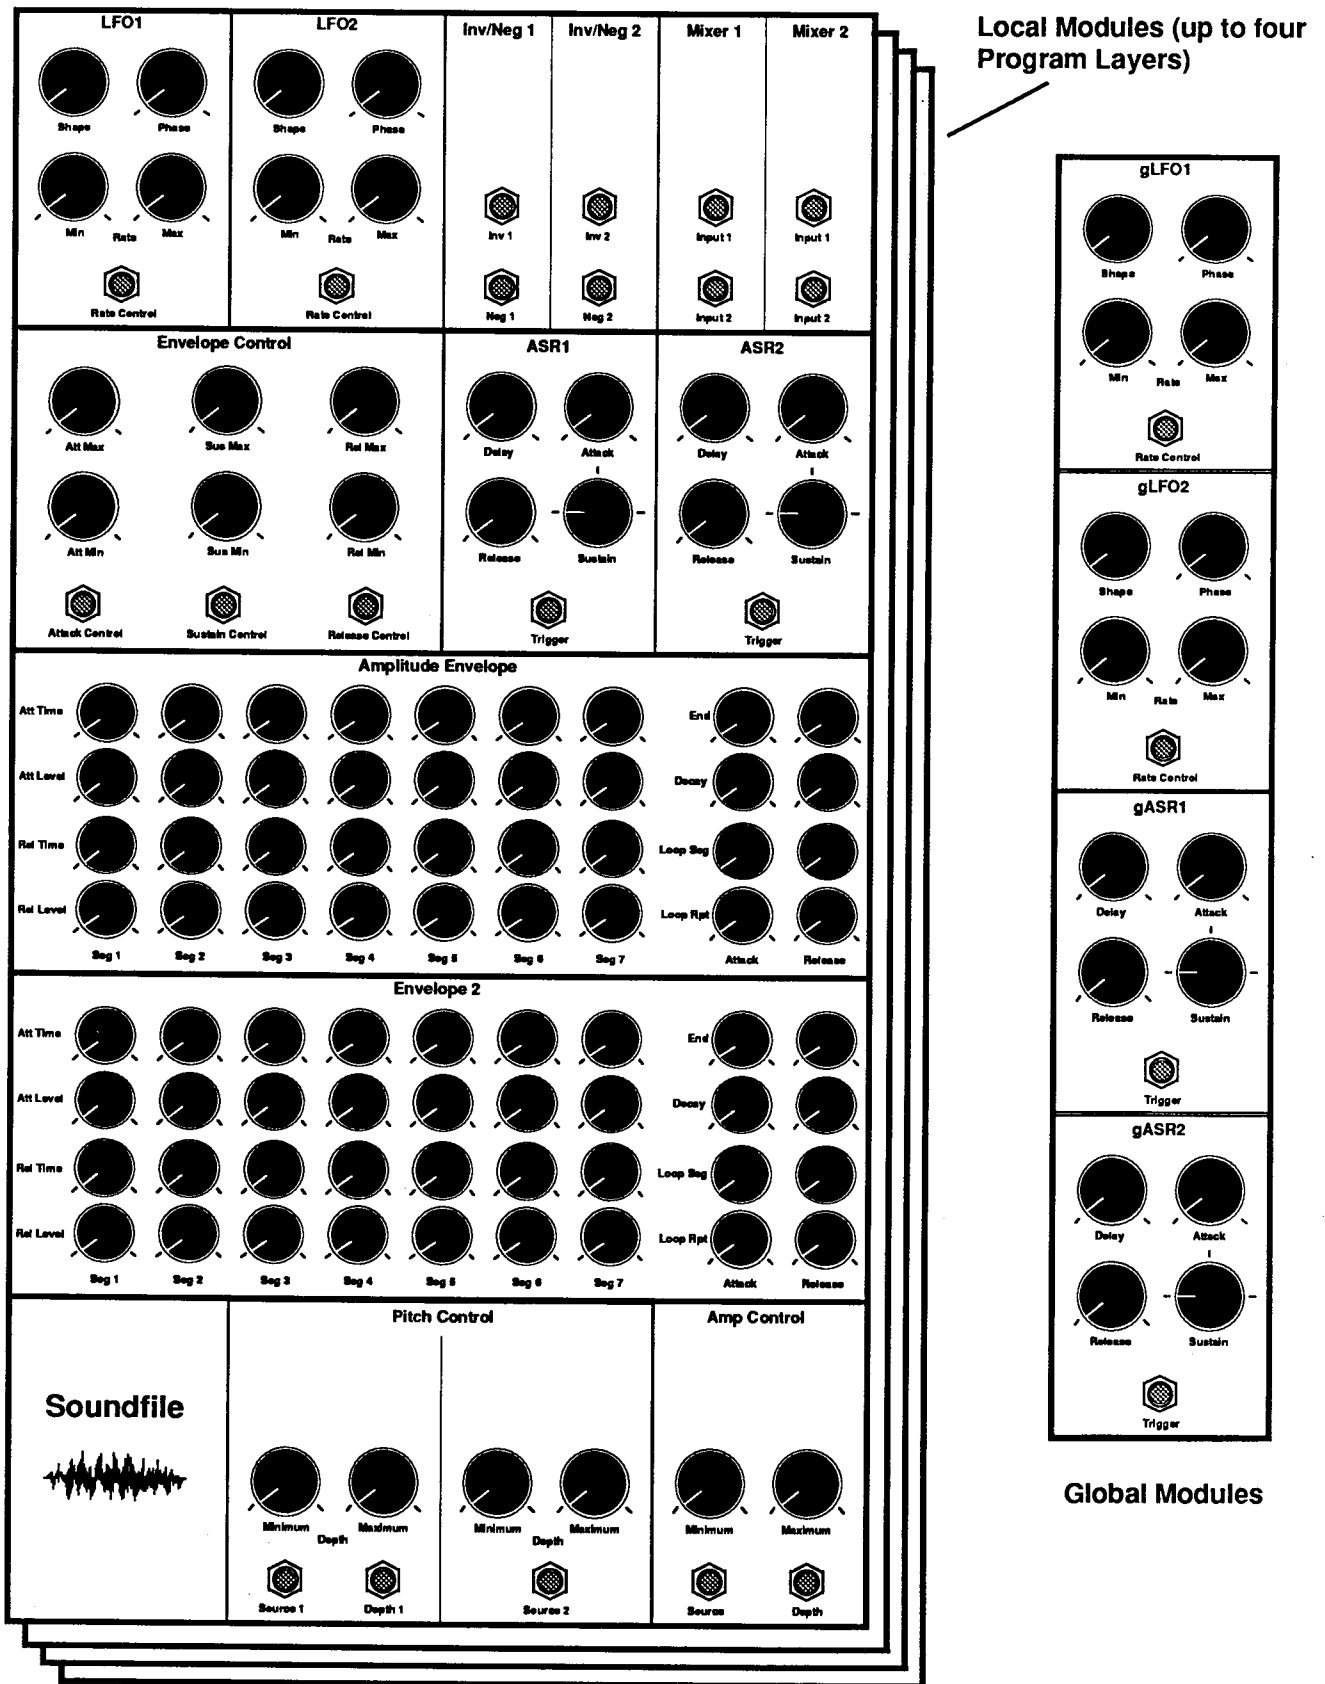 Local Modules (up to four
Program Layers)
LFO1 LFO2 Inv/Neg 1 Inv/Neg 2 Mixer 1 Mixer 2
Shape Phase Shape Phase
Min Rate Max Min Rate Max Inv 1 Inv 2 Input 1 Input 1
Rate Control Rate Control Neg 1 Neg 2 Input 2 Input 2
Envelope Control ASR1 ASR2
Att Max Sus Max Rel Max Delay Attack Delay Attack
Att Min Sus Min Rel Min Release Sustain Release Sustain
Attack Control Sustain Control Release Control Trigger Trigger
Amplitude Envelope
Att Time End
Att Level Decay
Rel Time Loop Seg
Rel Level Loop Rpt
Seg 1 Seg 2 Seg 3 Seg 4 Seg 5 Seg 6 Seg 7 Attack Release
Envelope 2
Att Time End
Att Level Decay
Rel Time Loop Seg
Rel Level Loop Rpt
Seg 1 Seg 2 Seg 3 Seg 4 Seg 5 Seg 6 Seg 7 Attack Release
Soundfile
Pitch Control Amp Control
Minimum Depth Maximum Minimum Depth Maximum Minimum Maximum
Source 1 Depth 1 Source 2 Source Depth
gLFO1
Shape Phase
Min Rate Max
Rate Control
gLFO2
Shape Phase
Min Rate Max
Rate Control
gASR1
Delay Attack
Release Sustain
Trigger
gASR2
Delay Attack
Release Sustain
Trigger
Global Modules